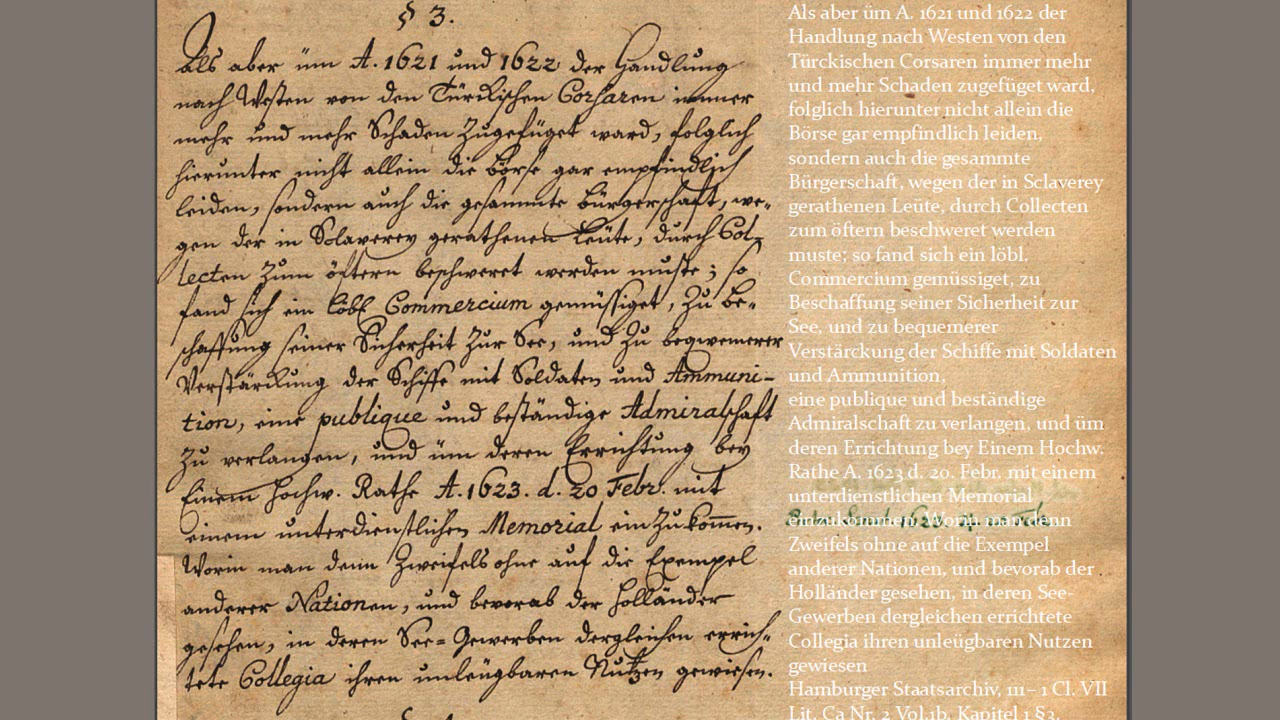 § 3.
Als aber üm A. 1621 und 1622 der Handlung
nach Westen von den Türckischen Corsaren immer
mehr und mehr Schaden zugefüget ward, folglich
hierunter nicht allein die Börse gar empfindlich
leiden, sondern auch die gesammte Bürgerschafft, we-
gen der in Solaverey gerathenen Leüte, durch Col-
lecten zum öftern beschweret werden muste; so
fand sich ein löbl. Commercium gemüssiget, zu Be-
schaffung seiner Sicherheit zur See, und zu beqwemerer
Verstärckung der Schiffe mit Soldaten und Ammuni-
tion, eine publique und beständige Admiralschaft
zu verlangen, und üm deren Errichtung bey
Einem Hochw. Rathe A. 1623. d. 20 Febr. mit
einem unterdienstlichen Memorial einzukom̅en.
Worin man denn Zweifels ohne auf die Exempel
anderer Nationen, und bevorab der Holländer
gesehen, in deren See-Gewerben dergleichen errich-
tete Collegia ihren unleügbaren Nutzen gewiesen.
Als aber üm A. 1621 und 1622 der
Handlung nach Westen von den
Türckischen Corsaren immer mehr
und mehr Schaden zugefüget ward,
folglich hierunter nicht allein die
Börse gar empfindlich leiden,
sondern auch die gesammte
Bürgerschaft, wegen der in Sclaverey
gerathenen Leüte, durch Collecten
zum öftern beschweret werden
muste; so fand sich ein löbl.
Commercium gemüssiget, zu
Beschaffung seiner Sicherheit zur
See, und zu bequemerer
Verstärckung der Schiffe mit Soldaten
und Ammunition,
eine publique und beständige
Admiralschaft zu verlangen, und üm
deren Errichtung bey Einem Hochw.
Rathe A. 1623 d. 20. Febr. mit einem
unterdienstlichen Memorial
einzukommen. Worin man denn
Zweifels ohne auf die Exempel
anderer Nationen, und bevorab der
Holländer gesehen, in deren See-
Gewerben dergleichen errichtete
Collegia ihren unleügbaren Nutzen
gewiesen
Hamburger Staatsarchiv, 111– 1 Cl. VII
Lit. Ca Nr. 2 Vol.1b, Kapitel 1 §3.